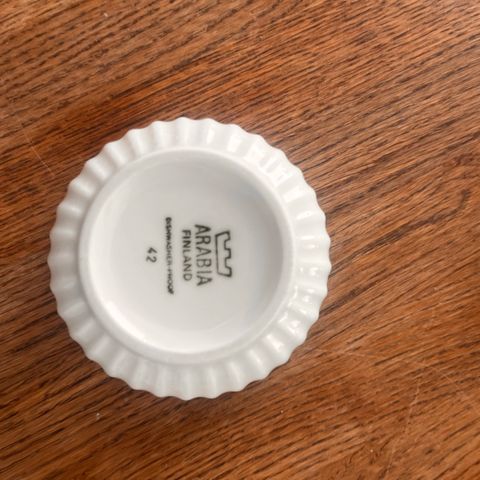 ARABIA
FINLAND
DISHWASHER-PROOF
42